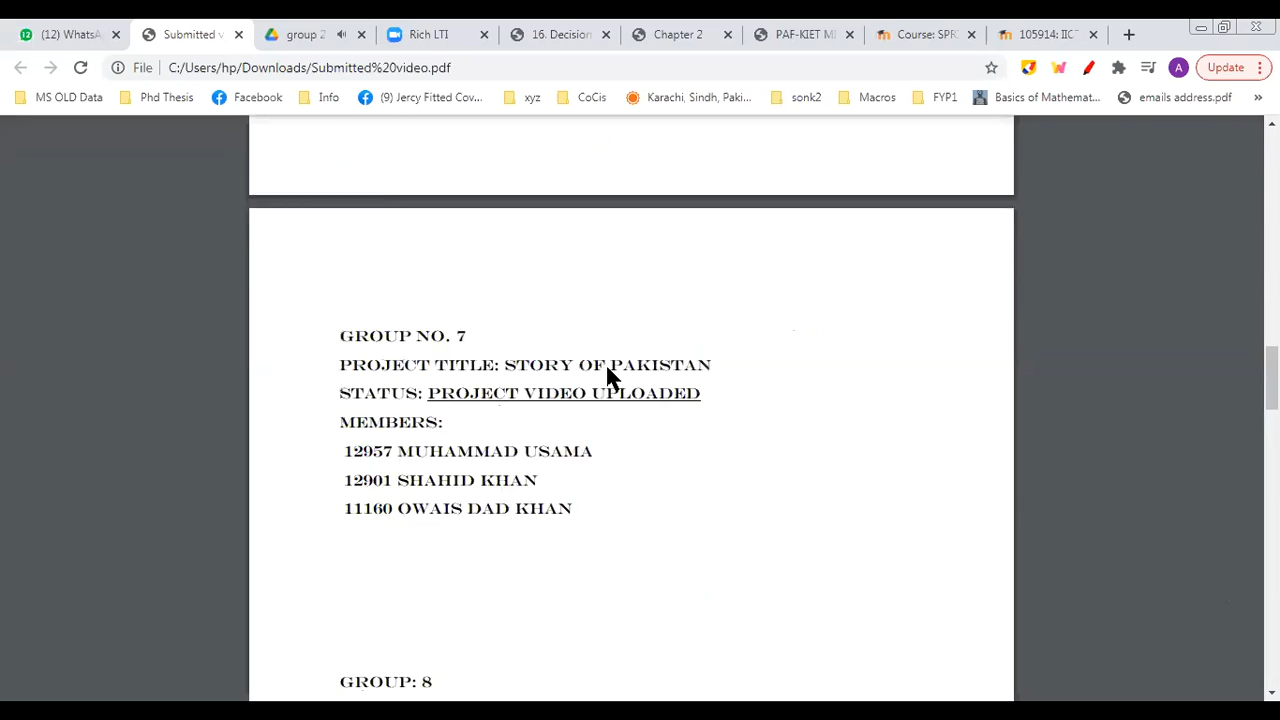 (12) WhatsA
Submitted v
group 2
Rich LTI
16. Decision
Chapter 2
PAF-KIET MI
Course: SPR
105914: IICT
File
C:/Users/hp/Downloads/Submitted%20video.pdf
A
Update
MS OLD Data
Phd Thesis
Facebook
Info
(9) Jercy Fitted Cov...
xyz
CoCis
Karachi, Sindh, Paki...
sonk2
Macros
FYP1
Basics of Mathemat...
emails address.pdf
»
GROUP NO. 7
PROJECT TITLE: STORY OF PAKISTAN
STATUS: PROJECT VIDEO UPLOADED
MEMBERS:
12957 MUHAMMAD USAMA
12901 SHAHID KHAN
11160 OWAIS DAD KHAN
GROUP: 8